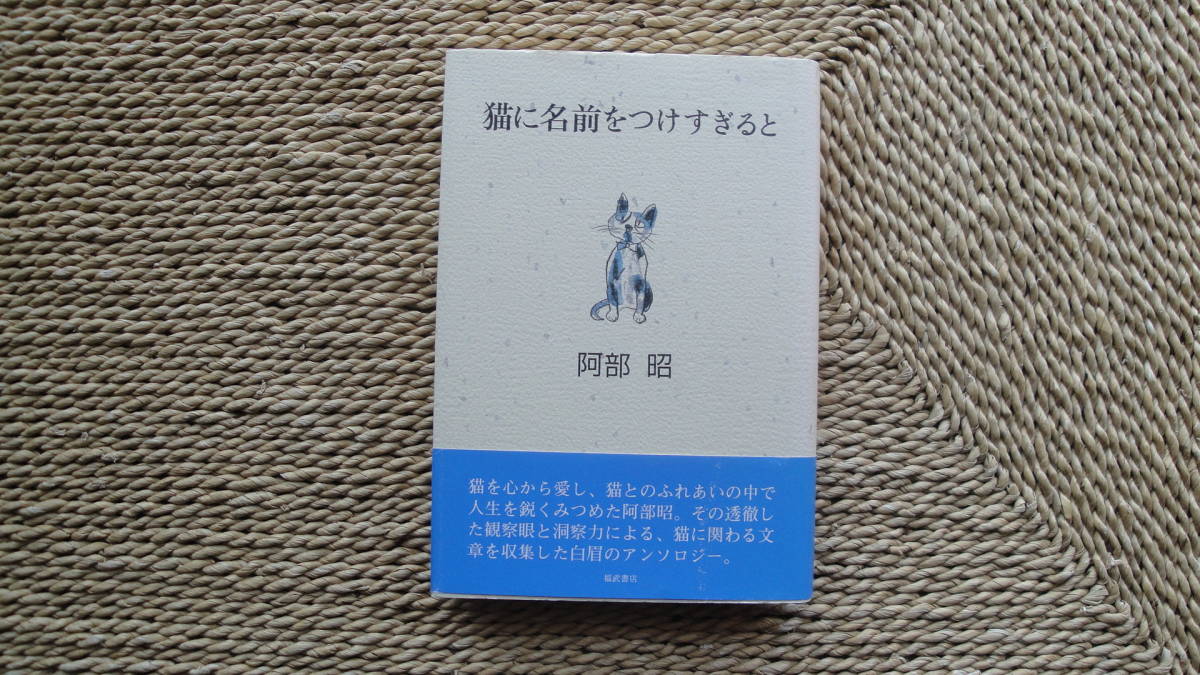 猫に名前をつけすぎると
阿部 昭
猫を心から愛し、猫とのふれあいの中で
人生を鋭くみつめた阿部昭。その透徹し
た観察眼と洞察力による、猫に関わる文
章を収集した白眉のアンソロジー。
福武書店